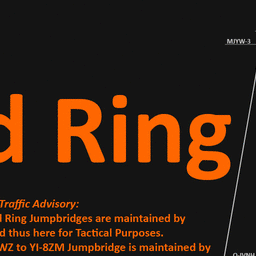 MJYW-3
d Ring
Traffic Advisory:
d Ring Jumpbridges are maintained by
d thus here for Tactical Purposes.
WZ to YI-8ZM Jumpbridge is maintained by